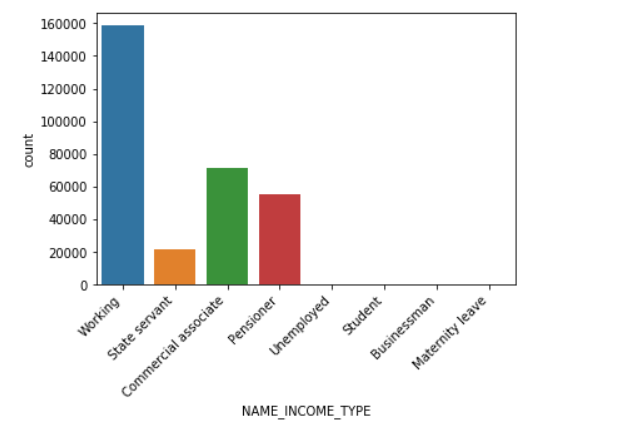 160000
140000
120000
100000
80000
60000
40000
20000
0
count
Working
State servant
Commercial associate
Pensioner
Unemployed
Student
Businessman
Maternity leave
NAME_INCOME_TYPE